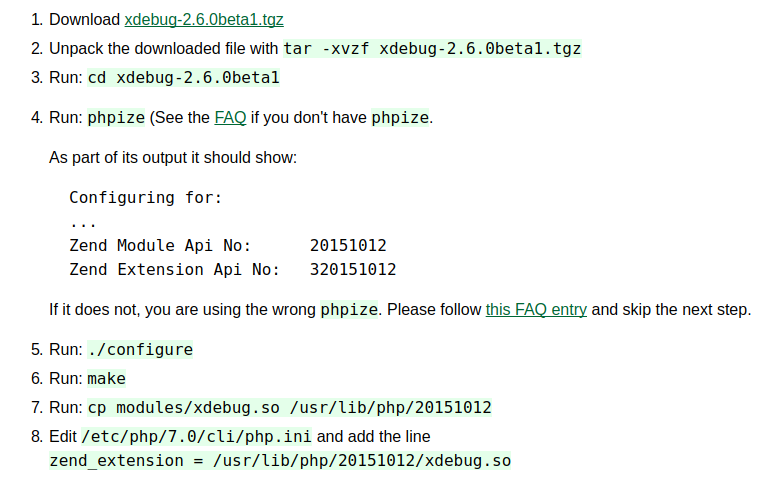 1. Download xdebug-2.6.0beta1.tgz
2. Unpack the downloaded file with tar -xvzf xdebug-2.6.0beta1.tgz
3. Run: cd xdebug-2.6.0beta1
4. Run: phpize (See the FAQ if you don't have phpize.
As part of its output it should show:
Configuring for:
...
Zend Module Api No:      20151012
Zend Extension Api No:   320151012
If it does not, you are using the wrong phpize. Please follow this FAQ entry and skip the next step.
5. Run: ./configure
6. Run: make
7. Run: cp modules/xdebug.so /usr/lib/php/20151012
8. Edit /etc/php/7.0/cli/php.ini and add the line
zend_extension = /usr/lib/php/20151012/xdebug.so